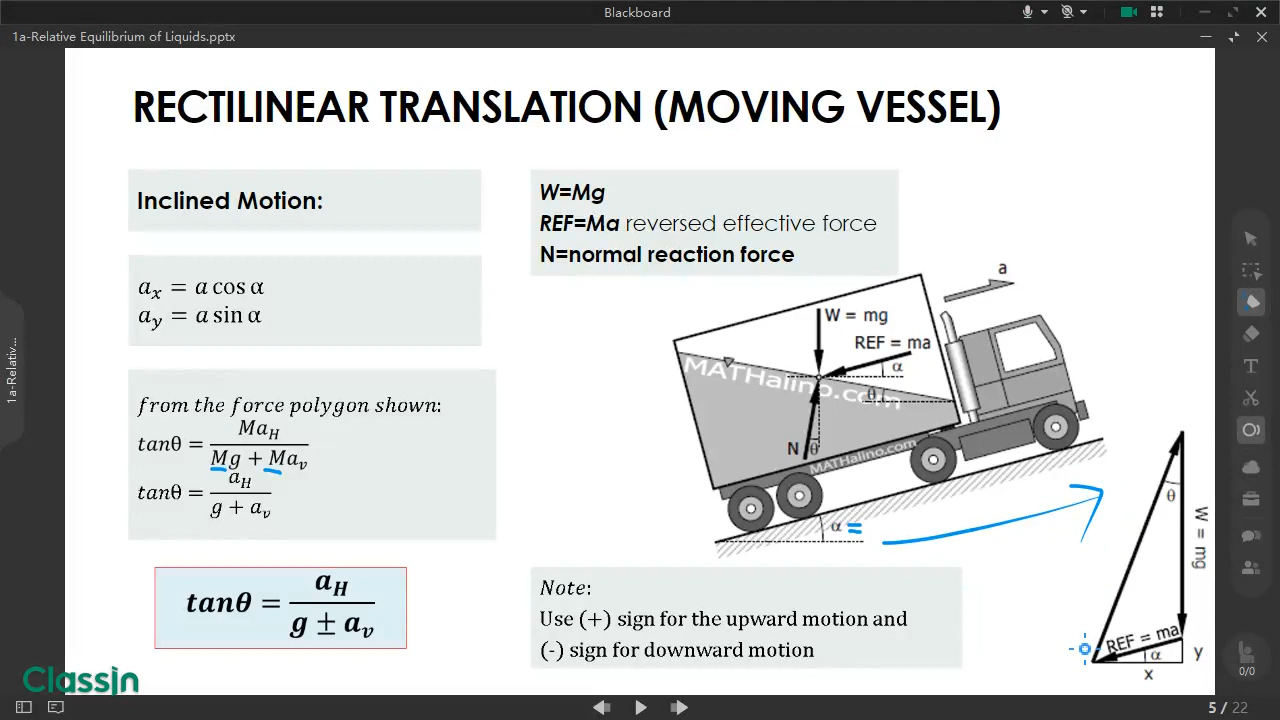 Blackboard
1a-Relative Equilibrium of Liquids.pptx
RECTILINEAR TRANSLATION (MOVING VESSEL)
Inclined Motion:
W=Mg
REF=Ma reversed effective force
N=normal reaction force
aₓ = a cos α
a_y = a sin α
from the force polygon shown:
tanθ = Ma_H / Mg + Ma_v
tanθ = a_H / g + a_v
tanθ = a_H / g ± a_v
a
W = mg
REF = ma
α
θ
MATHalino.com
N
θ
MATHalino.com
α =
Note:
Use (+) sign for the upward motion and
(-) sign for downward motion
θ
W = mg
REF = ma
α
y
x
1a-Relativ...
T
0/0
ClassIn
5 / 22